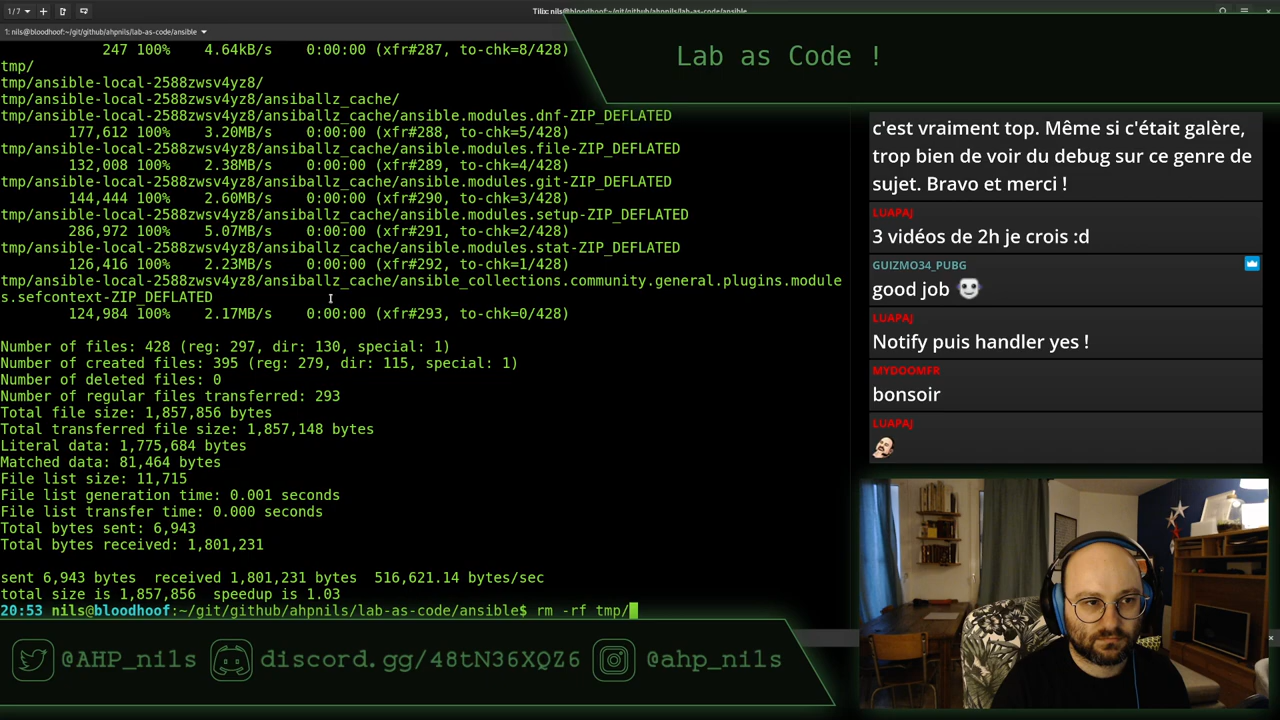 1 / 7
Tilix: nils@bloodhoof:~/git/github/ahpnils/lab-as-code/ansible
1: nils@bloodhoof:~/git/github/ahpnils/lab-as-code/ansible
Lab as Code !
247 100% 4.64kB/s 0:00:00 (xfr#287, to-chk=8/428)
tmp/
tmp/ansible-local-2588zwsv4yz8/
tmp/ansible-local-2588zwsv4yz8/ansiballz_cache/
tmp/ansible-local-2588zwsv4yz8/ansiballz_cache/ansible.modules.dnf-ZIP_DEFLATED
177,612 100% 3.20MB/s 0:00:00 (xfr#288, to-chk=5/428)
tmp/ansible-local-2588zwsv4yz8/ansiballz_cache/ansible.modules.file-ZIP_DEFLATED
132,008 100% 2.38MB/s 0:00:00 (xfr#289, to-chk=4/428)
tmp/ansible-local-2588zwsv4yz8/ansiballz_cache/ansible.modules.git-ZIP_DEFLATED
144,444 100% 2.60MB/s 0:00:00 (xfr#290, to-chk=3/428)
tmp/ansible-local-2588zwsv4yz8/ansiballz_cache/ansible.modules.setup-ZIP_DEFLATED
286,972 100% 5.07MB/s 0:00:00 (xfr#291, to-chk=2/428)
tmp/ansible-local-2588zwsv4yz8/ansiballz_cache/ansible.modules.stat-ZIP_DEFLATED
126,416 100% 2.23MB/s 0:00:00 (xfr#292, to-chk=1/428)
tmp/ansible-local-2588zwsv4yz8/ansiballz_cache/ansible_collections.community.general.plugins.module
s.sefcontext-ZIP_DEFLATED
124,984 100% 2.17MB/s 0:00:00 (xfr#293, to-chk=0/428)
Number of files: 428 (reg: 297, dir: 130, special: 1)
Number of created files: 395 (reg: 279, dir: 115, special: 1)
Number of deleted files: 0
Number of regular files transferred: 293
Total file size: 1,857,856 bytes
Total transferred file size: 1,857,148 bytes
Literal data: 1,775,684 bytes
Matched data: 81,464 bytes
File list size: 11,715
File list generation time: 0.001 seconds
File list transfer time: 0.000 seconds
Total bytes sent: 6,943
Total bytes received: 1,801,231
sent 6,943 bytes received 1,801,231 bytes 516,621.14 bytes/sec
total size is 1,857,856 speedup is 1.03
20:53 nils@bloodhoof:~/git/github/ahpnils/lab-as-code/ansible$ rm -rf tmp/
c'est vraiment top. Même si c'était galère,
trop bien de voir du debug sur ce genre de
sujet. Bravo et merci !
LUAPAJ
3 vidéos de 2h je crois :d
GUIZMO34_PUBG
good job
LUAPAJ
Notify puis handler yes !
MYDOOMFR
bonsoir
LUAPAJ
@AHP_nils
discord.gg/48tN36XQZ6
@ahp_nils